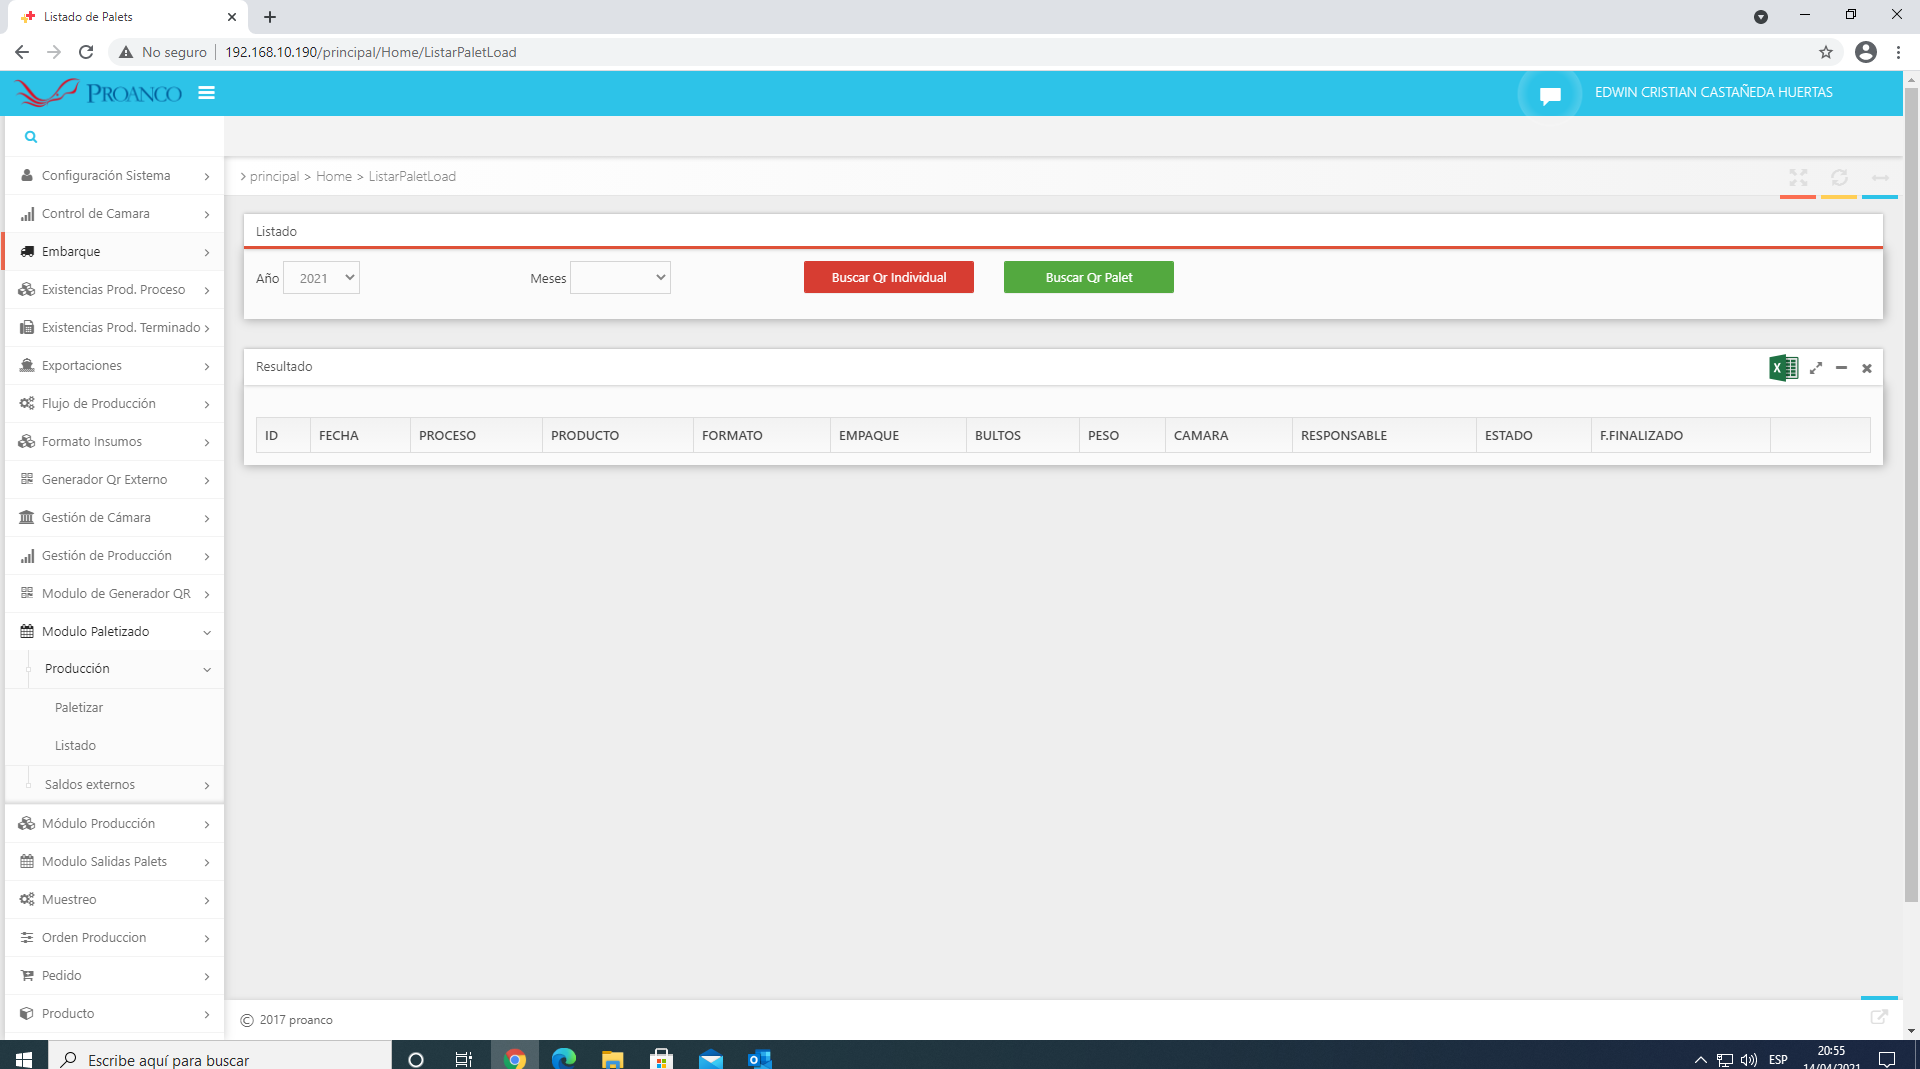 Listado de Palets
No seguro
192.168.10.190/principal/Home/ListarPaletLoad
PROANCO
EDWIN CRISTIAN CASTAÑEDA HUERTAS
Configuración Sistema
Control de Camara
Embarque
Existencias Prod. Proceso
Existencias Prod. Terminado
Exportaciones
Flujo de Producción
Formato Insumos
Generador Qr Externo
Gestión de Cámara
Gestión de Producción
Modulo de Generador QR
Modulo Paletizado
Producción
Paletizar
Listado
Saldos externos
Módulo Producción
Modulo Salidas Palets
Muestreo
Orden Produccion
Pedido
Producto
> principal > Home > ListarPaletLoad
Listado
Año 2021 Meses Buscar Qr Individual Buscar Qr Palet
Resultado
ID FECHA PROCESO PRODUCTO FORMATO EMPAQUE BULTOS PESO CAMARA RESPONSABLE ESTADO F.FINALIZADO
© 2017 proanco
Escribe aquí para buscar
ESP
20:55
14/04/2021